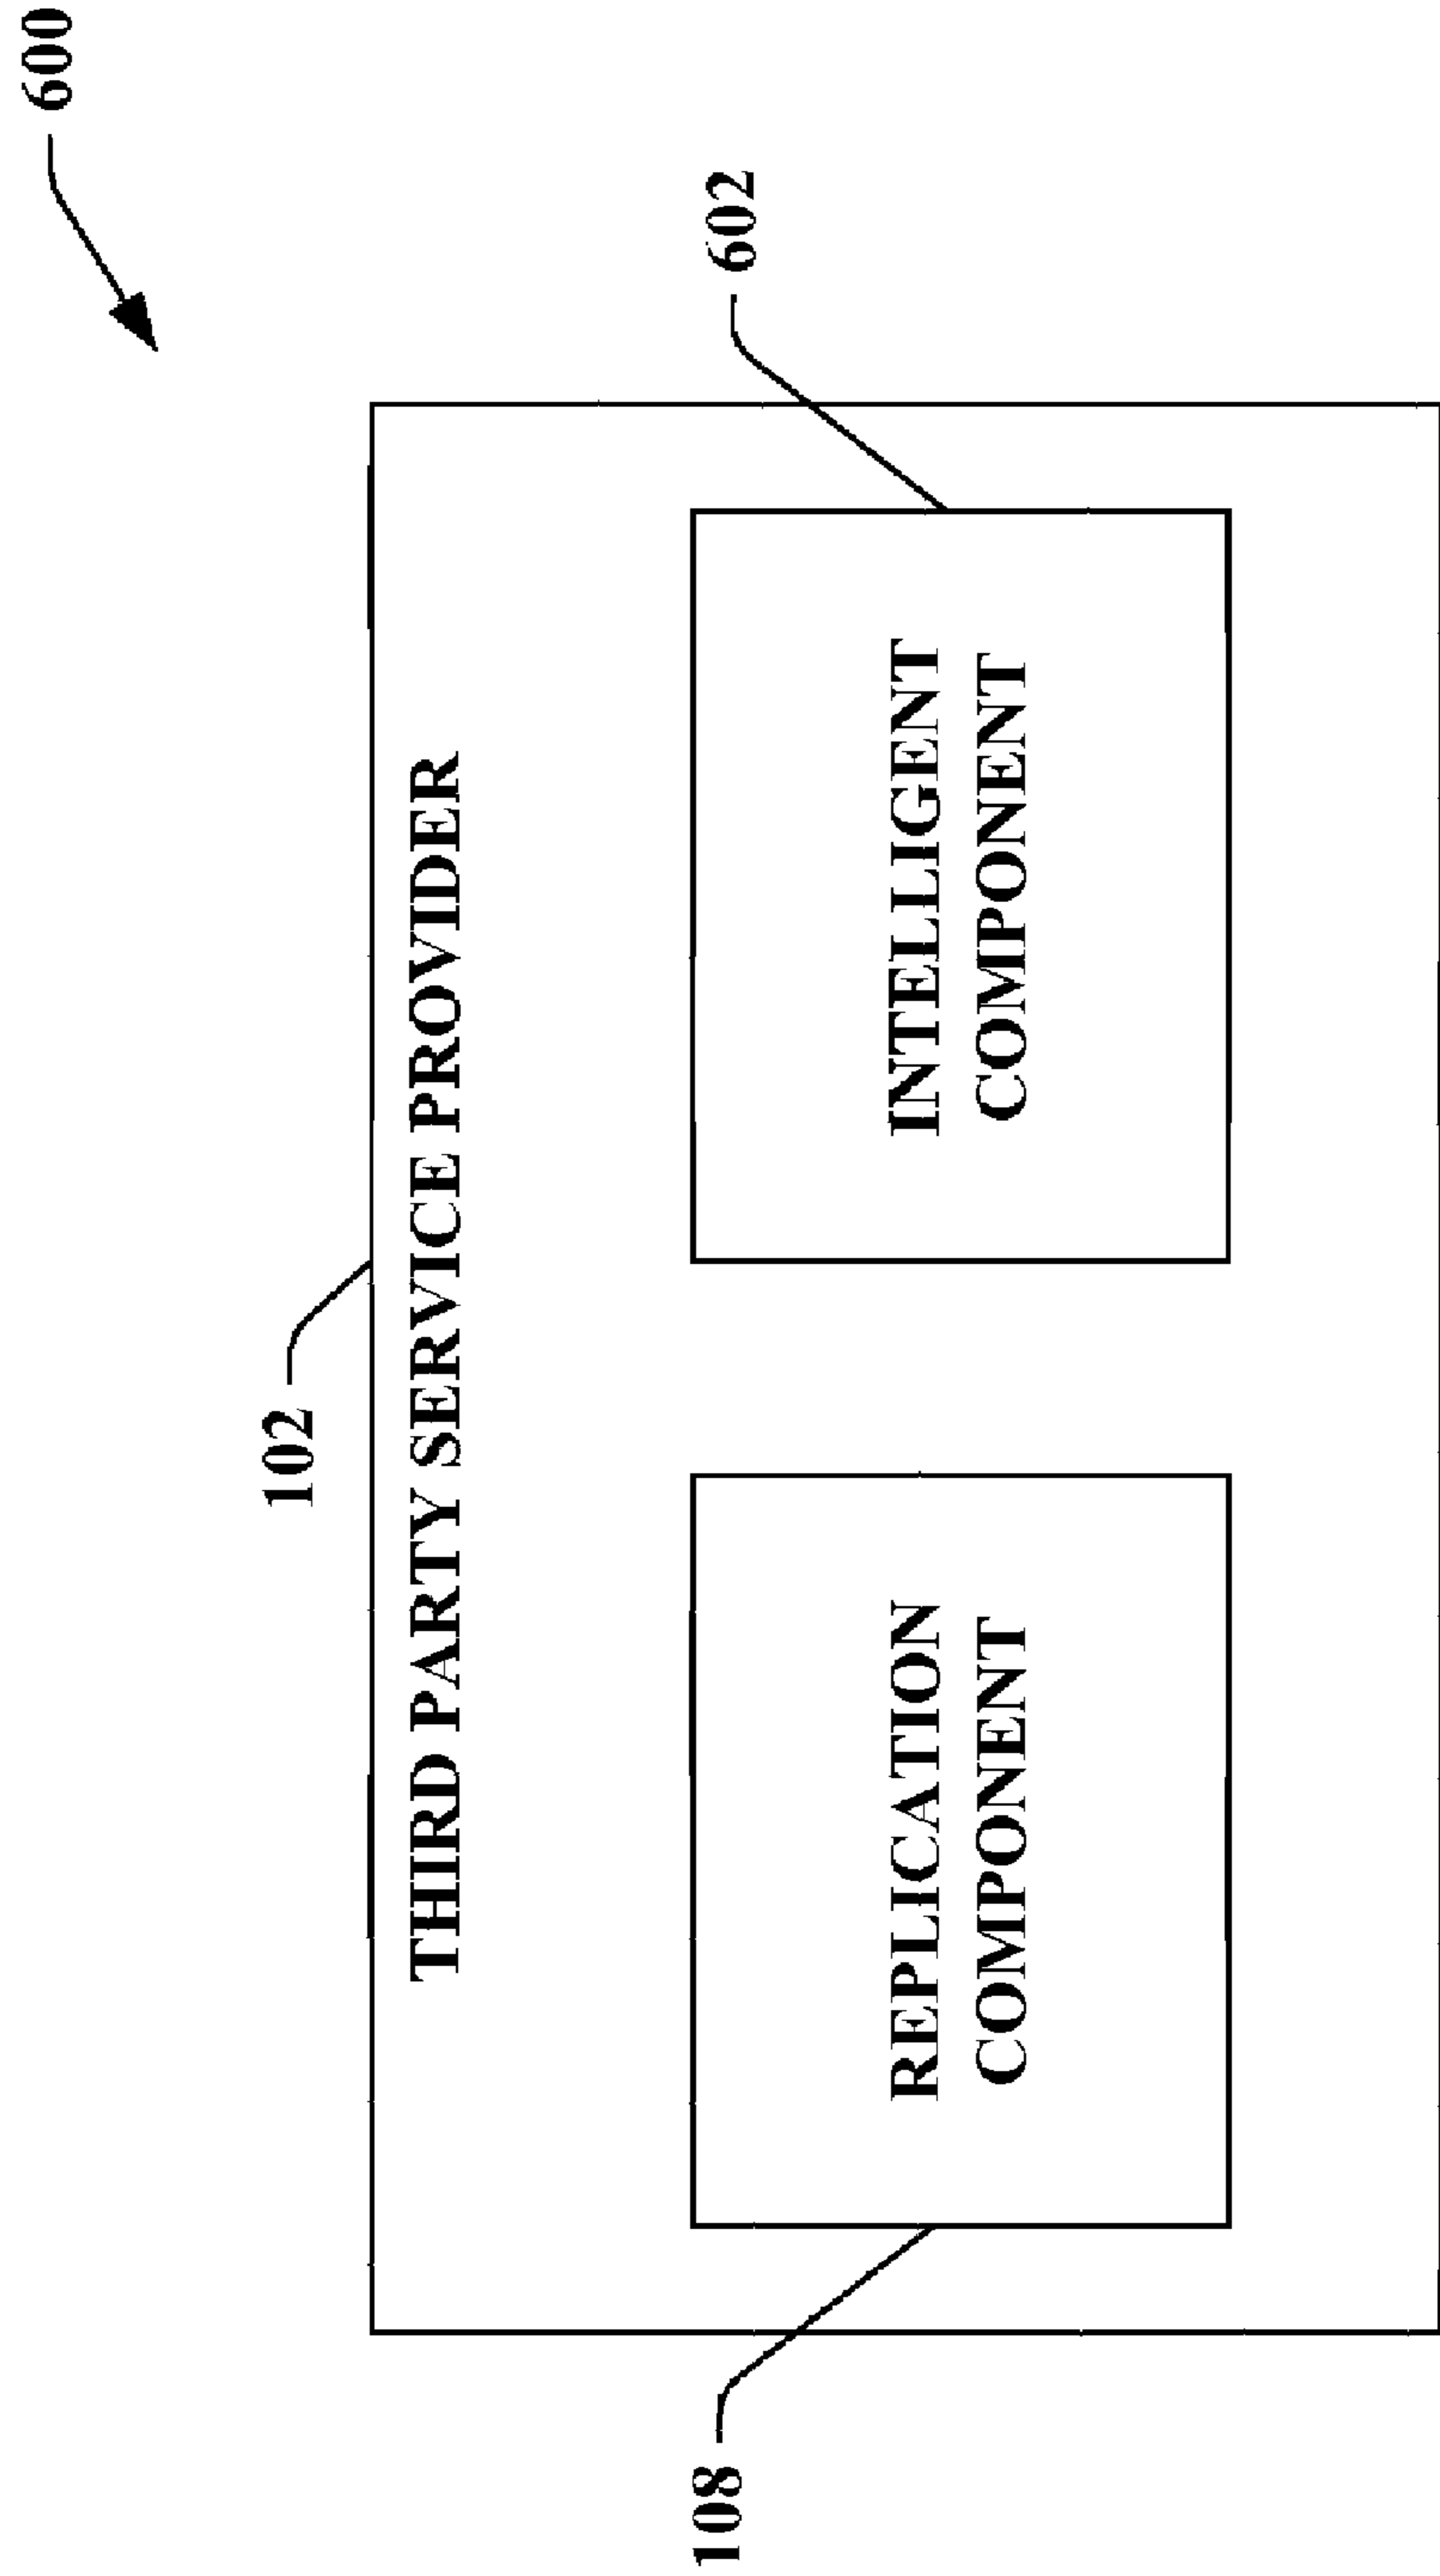 600
102
THIRD PARTY SERVICE PROVIDER
108
602
REPLICATION
COMPONENT
INTELLIGENT
COMPONENT